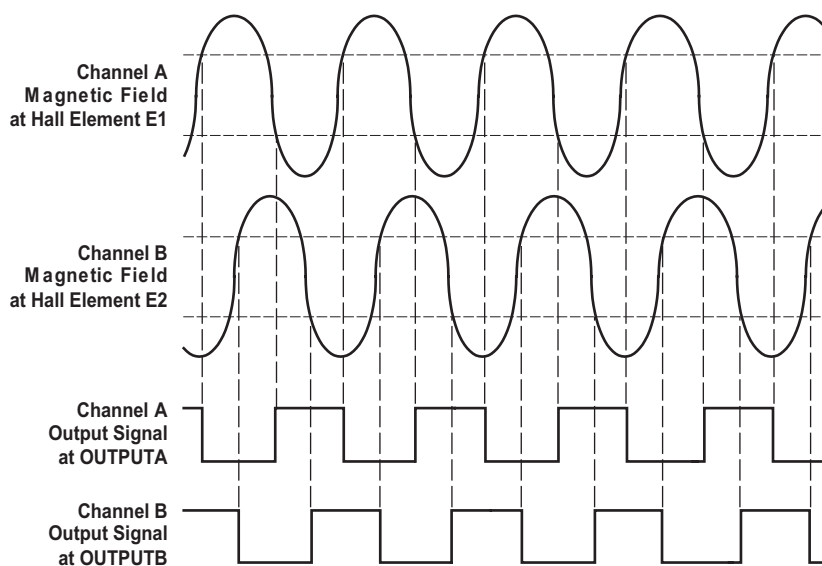 Channel A
Magnetic Field
at Hall Element E1
Channel B
Magnetic Field
at Hall Element E2
Channel A
Output Signal
at OUTPUTA
Channel B
Output Signal
at OUTPUTB